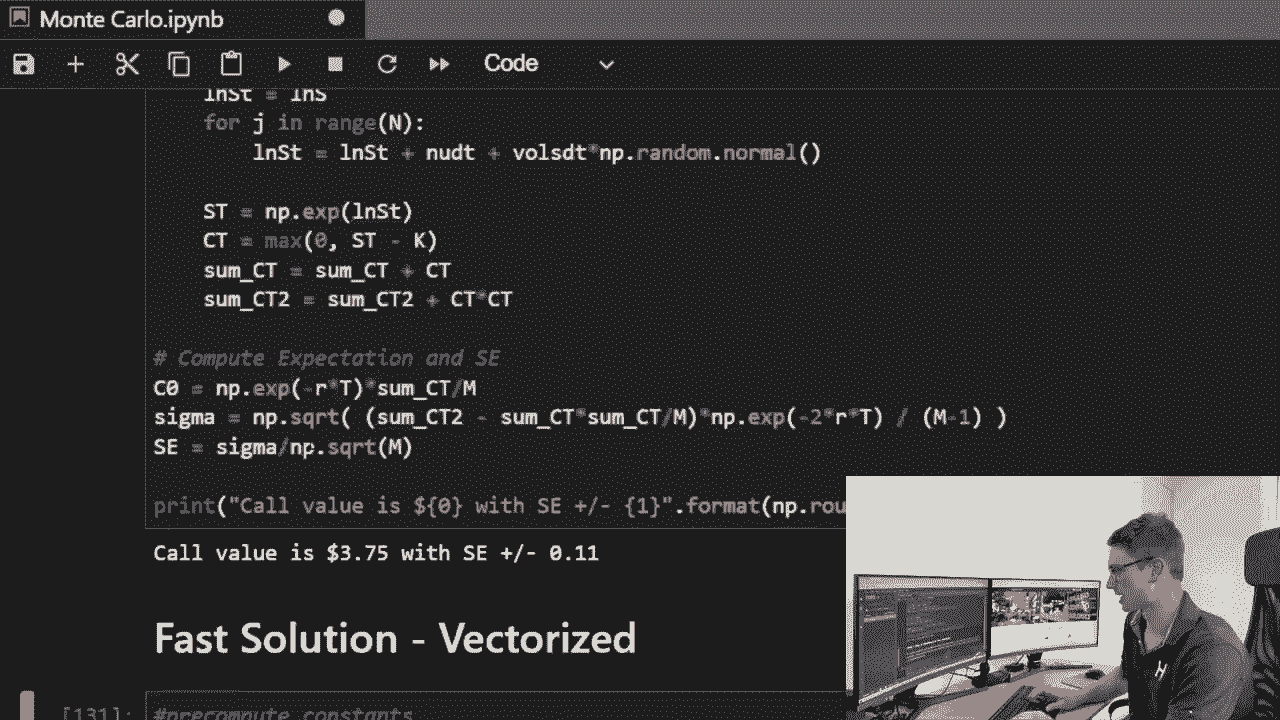 Monte Carlo.ipynb
Code
lnSt = lnS
for j in range(N):
lnSt = lnSt + nudt + volsdt*np.random.normal()
ST = np.exp(lnSt)
CT = max(0, ST - K)
sum_CT = sum_CT + CT
sum_CT2 = sum_CT2 + CT*CT
# Compute Expectation and SE
C0 = np.exp(-r*T)*sum_CT/M
sigma = np.sqrt( (sum_CT2 - sum_CT*sum_CT/M)*np.exp(-2*r*T) / (M-1) )
SE = sigma/np.sqrt(M)
print("Call value is ${0} with SE +/- {1}".format(np.rou
Call value is $3.75 with SE +/- 0.11
Fast Solution - Vectorized
[131]: #precompute constants